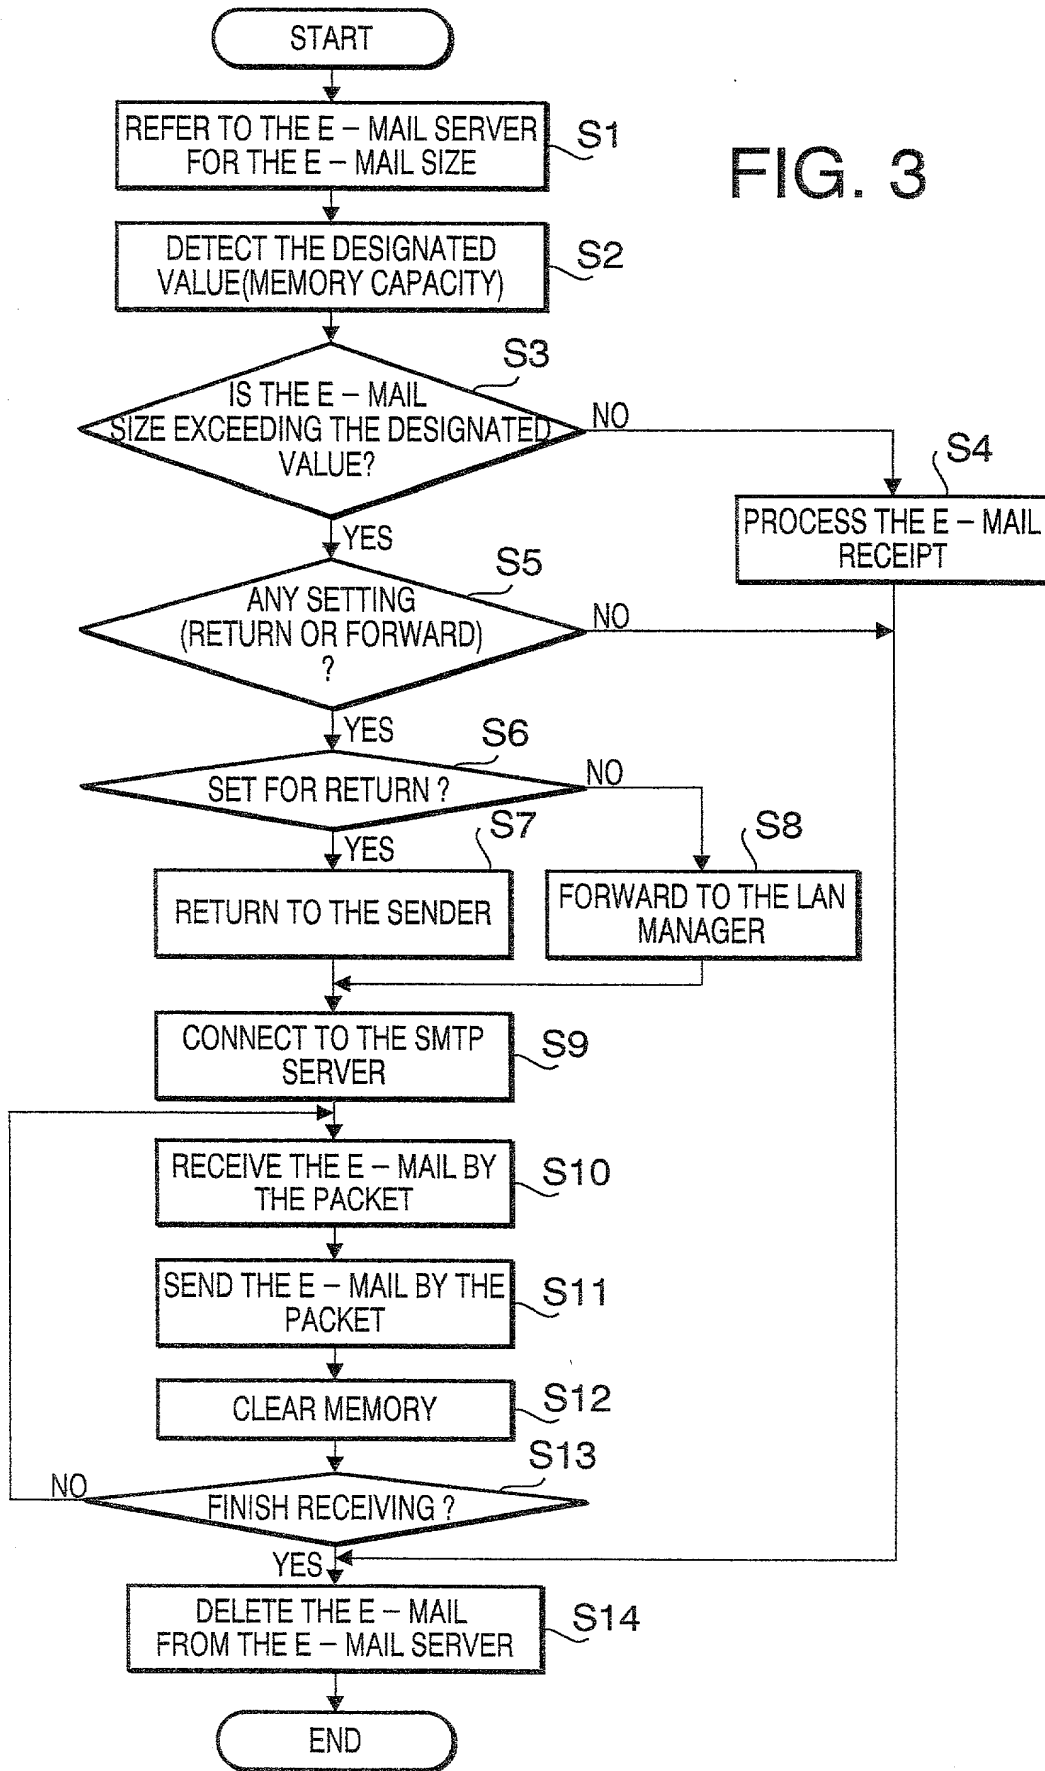 START
REFER TO THE E – MAIL SERVER
FOR THE E – MAIL SIZE
S1
FIG. 3
DETECT THE DESIGNATED
VALUE(MEMORY CAPACITY)
S2
IS THE E – MAIL
SIZE EXCEEDING THE DESIGNATED
VALUE?
S3
NO
YES
S4
PROCESS THE E – MAIL
RECEIPT
ANY SETTING
(RETURN OR FORWARD)
?
S5
NO
YES
SET FOR RETURN ?
S6
NO
YES
S7
RETURN TO THE SENDER
S8
FORWARD TO THE LAN
MANAGER
CONNECT TO THE SMTP
SERVER
S9
RECEIVE THE E – MAIL BY
THE PACKET
S10
SEND THE E – MAIL BY THE
PACKET
S11
CLEAR MEMORY
S12
FINISH RECEIVING ?
S13
NO
YES
DELETE THE E – MAIL
FROM THE E – MAIL SERVER
S14
END